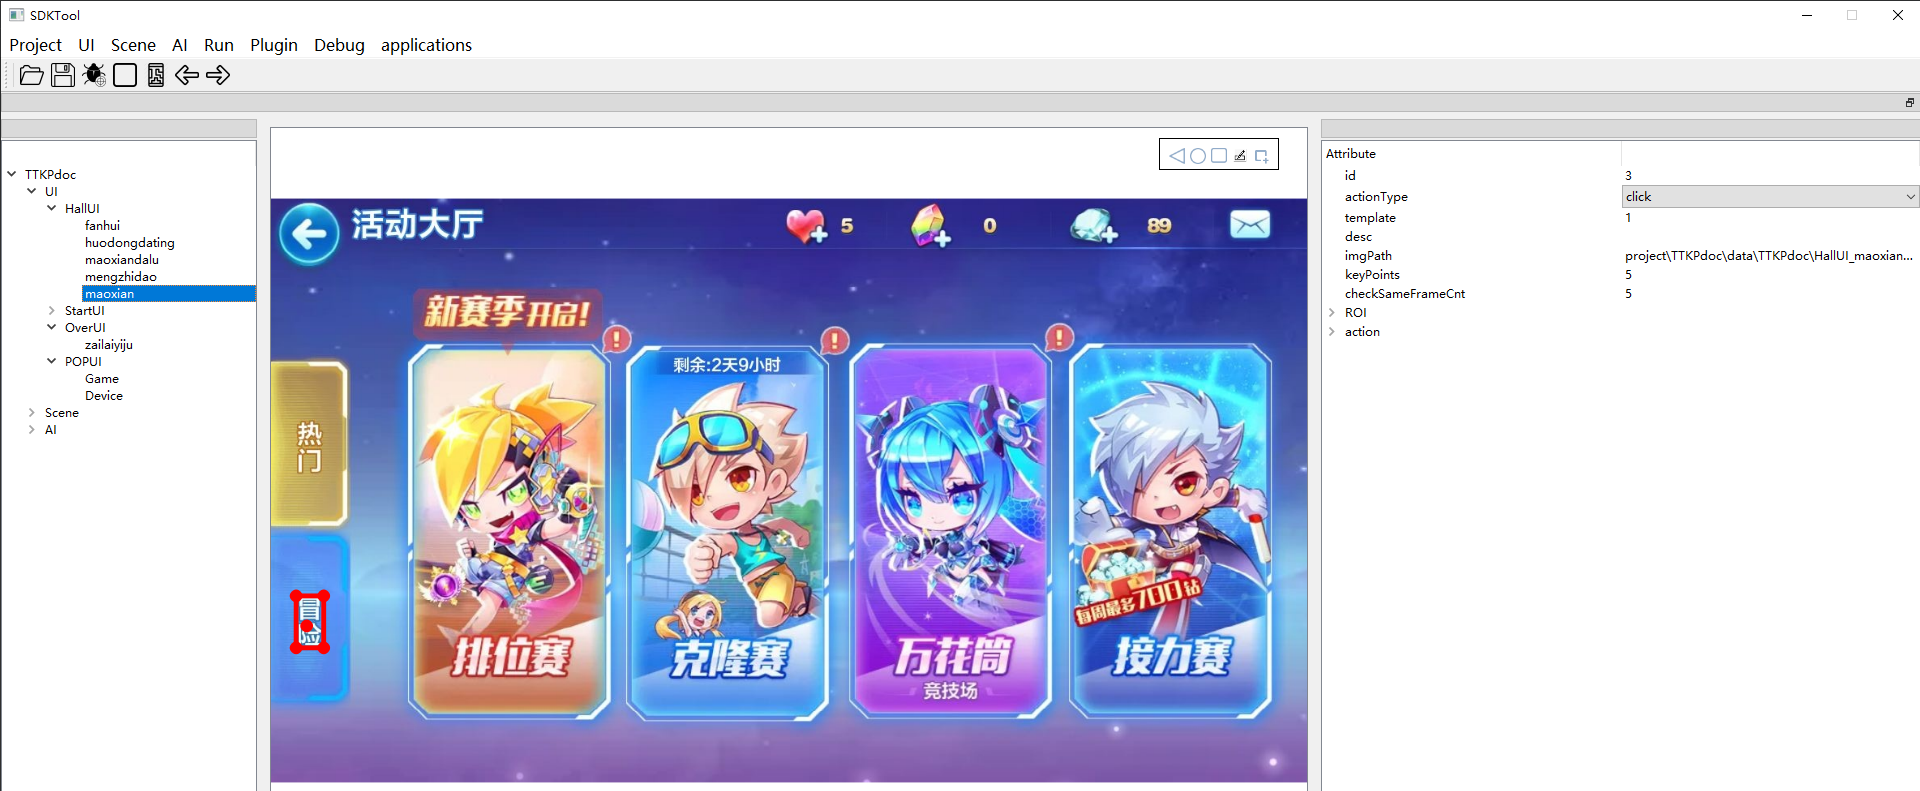 SDKTool
Project UI Scene AI Run Plugin Debug applications
TTKPdoc
UI
HallUI
fanhui
huodongdating
maoxiandalu
mengzhidao
maoxian
StartUI
OverUI
zailaiyiju
POPUI
Game
Device
Scene
AI
活动大厅
5
0
89
新赛季开启!
热门
冒险
排位赛
剩余:2天9小时
克隆赛
万花筒
竞技场
每周最多700钻
接力赛
Attribute
id 3
actionType click
template 1
desc
imgPath project\TTKPdoc\data\TTKPdoc\HallUI_maoxian...
keyPoints 5
checkSameFrameCnt 5
ROI
action